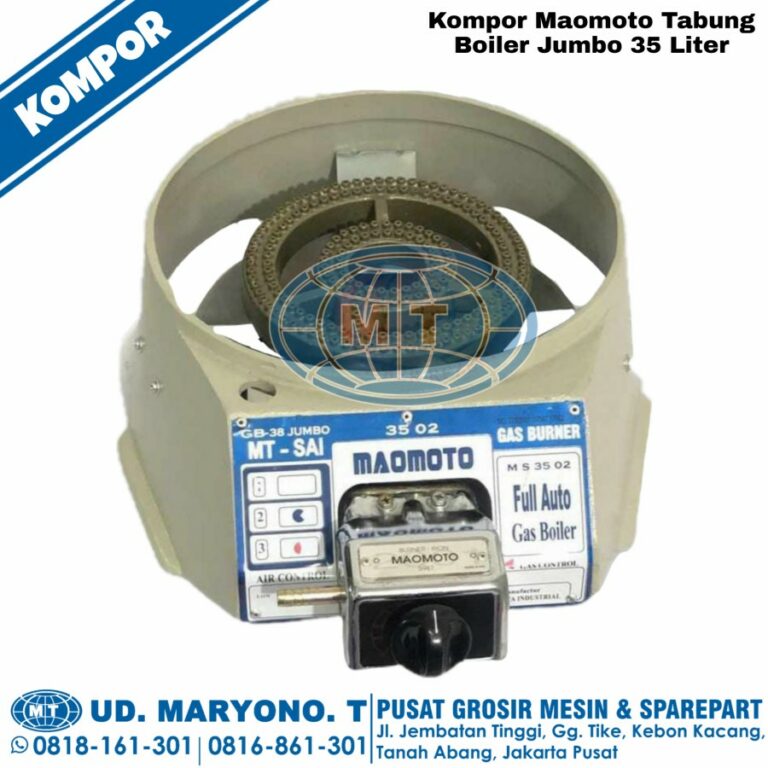 KOMPOR
Kompor Maomoto Tabung
Boiler Jumbo 35 Liter
MT
GB-38 JUMBO
35 02
GAS BURNER
MT - SAI
MAOMOTO
M S 35 02
Full Auto
Gas Boiler
1
2
3
MAOMOTO
MAOMOTO
AIR CONTROL
GAS CONTROL
INDUSTRIAL
MT
UD. MARYONO. T
0818-161-301 | 0816-861-301
PUSAT GROSIR MESIN & SPAREPART
Jl. Jembatan Tinggi, Gg. Tike, Kebon Kacang,
Tanah Abang, Jakarta Pusat